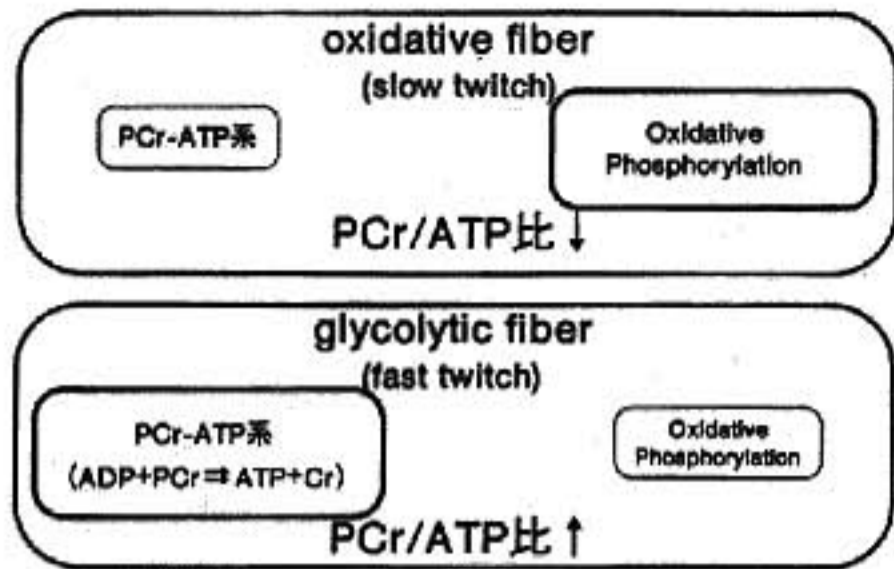 oxidative fiber
(slow twitch)
PCr-ATP系
Oxidative
Phosphorylation
PCr/ATP比↓
glycolytic fiber
(fast twitch)
PCr-ATP系
(ADP+PCr⇌ATP+Cr)
Oxidative
Phosphorylation
PCr/ATP比↑